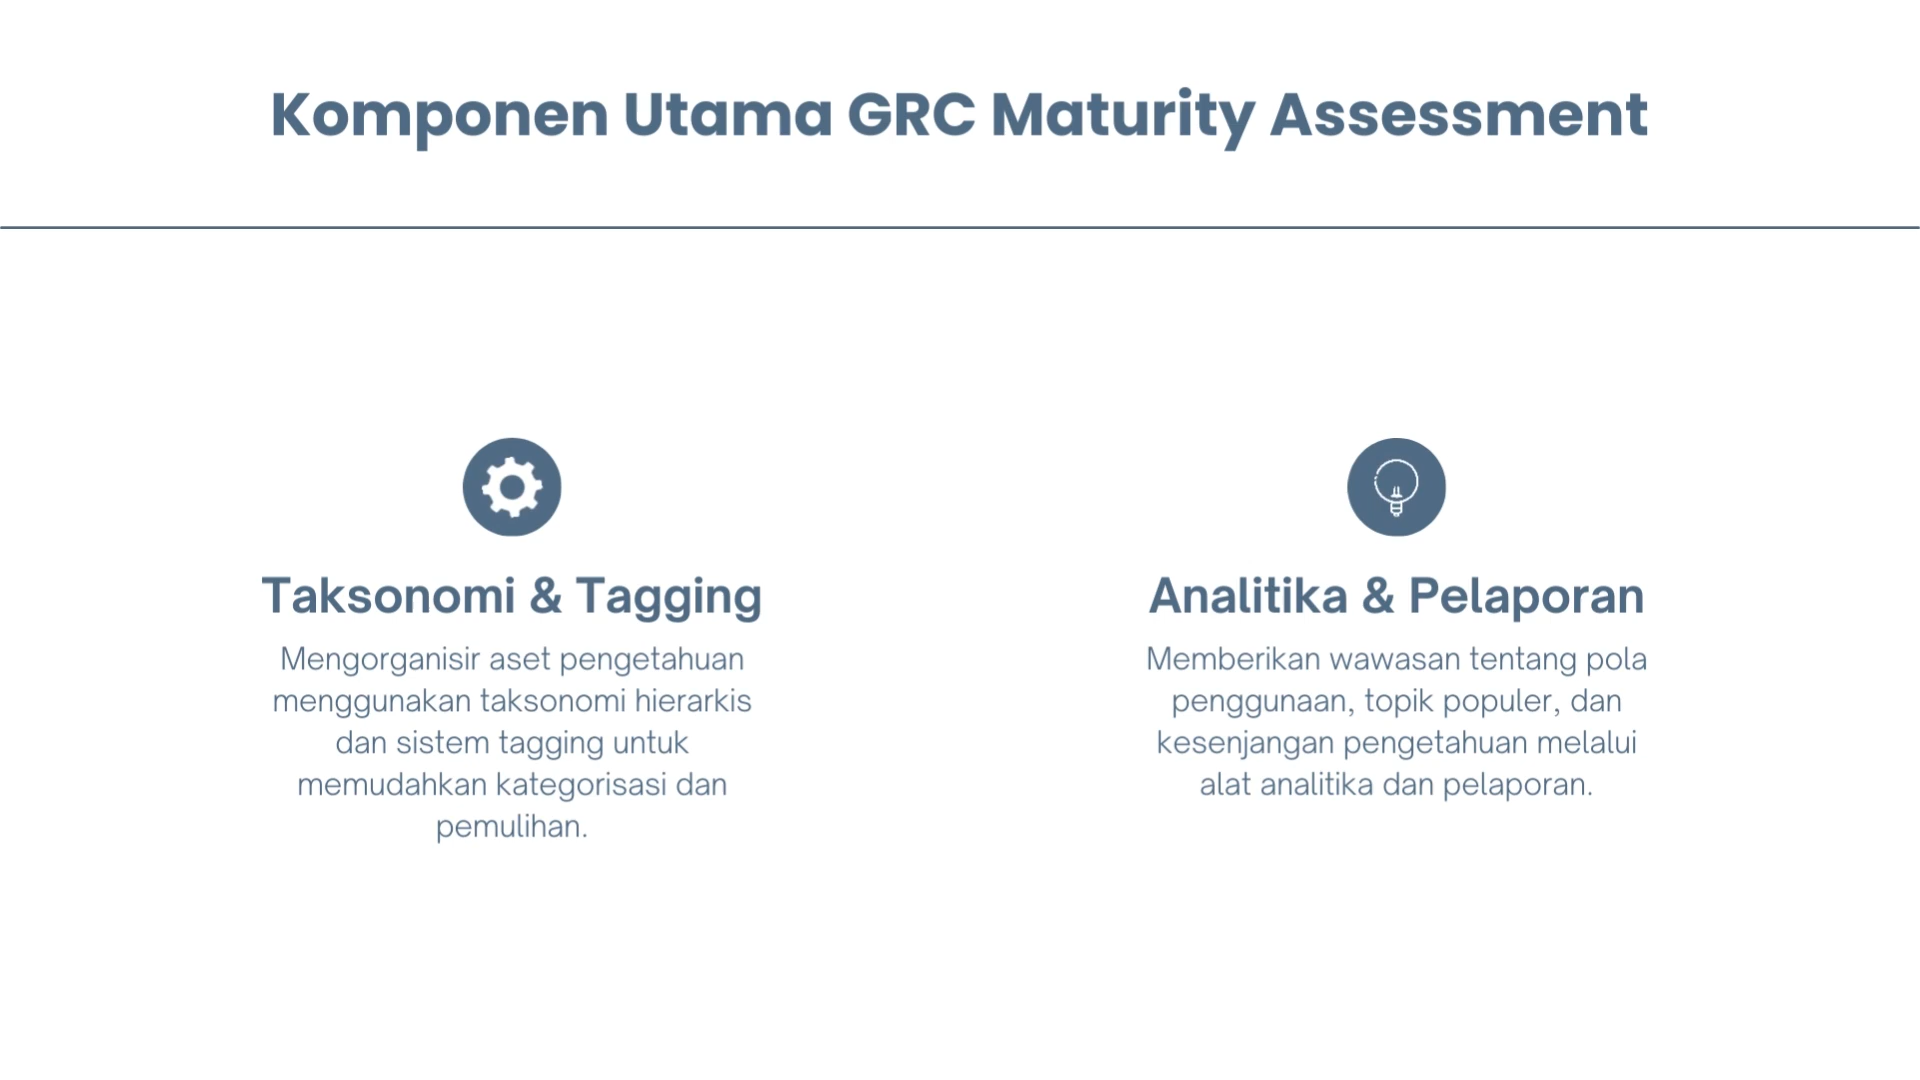 Komponen Utama GRC Maturity Assessment
Taksonomi & Tagging
Mengorganisir aset pengetahuan
menggunakan taksonomi hierarkis
dan sistem tagging untuk
memudahkan kategorisasi dan
pemulihan.
Analitika & Pelaporan
Memberikan wawasan tentang pola
penggunaan, topik populer, dan
kesenjangan pengetahuan melalui
alat analitika dan pelaporan.